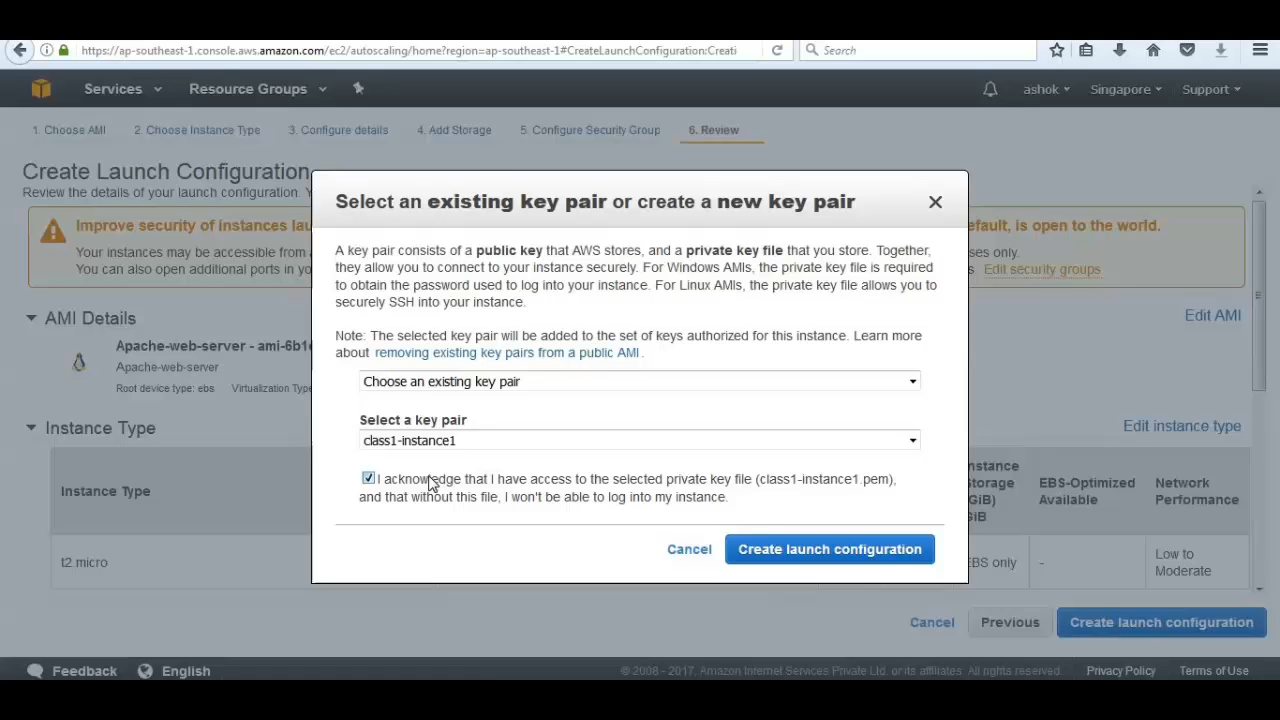 https://ap-southeast-1.console.aws.amazon.com/ec2/autoscaling/home?region=ap-southeast-1#CreateLaunchConfiguration:Creati
Search
Services
Resource Groups
ashok
Singapore
Support
1. Choose AMI
2. Choose Instance Type
3. Configure details
4. Add Storage
5. Configure Security Group
6. Review
Create Launch Configuration
Review the details of your launch configuration.
Improve security of instances lau
efault, is open to the world.
Your instances may be accessible from
es only.
You can also open additional ports in yo
Edit security groups
AMI Details
Edit AMI
Apache-web-server - ami-6b1
Apache-web-server
Root device type: ebs
Virtualization Typ
Instance Type
Edit instance type
Instance Type
nstance
Storage
(GiB)
GiB
EBS-Optimized
Available
Network
Performance
t2.micro
EBS only
-
Low to
Moderate
Select an existing key pair or create a new key pair
A key pair consists of a public key that AWS stores, and a private key file that you store. Together,
they allow you to connect to your instance securely. For Windows AMIs, the private key file is required
to obtain the password used to log into your instance. For Linux AMIs, the private key file allows you to
securely SSH into your instance.
Note: The selected key pair will be added to the set of keys authorized for this instance. Learn more
about removing existing key pairs from a public AMI .
Choose an existing key pair
Select a key pair
class1-instance1
I acknowledge that I have access to the selected private key file (class1-instance1.pem),
and that without this file, I won't be able to log into my instance.
Cancel
Create launch configuration
Cancel
Previous
Create launch configuration
Feedback
English
© 2008 - 2017, Amazon Internet Services Private Ltd. or its affiliates. All rights reserved.
Privacy Policy
Terms of Use